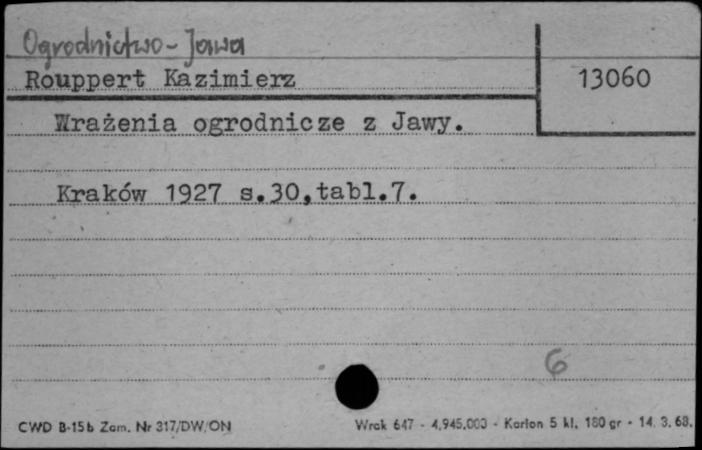 Ogrodnictwo - Jawa
Rouppert Kazimierz
13060
Wrażenia ogrodnicze z Jawy.
Kraków 1927 s.30,tabl.7.
6
CWD B-15b Zam. Nr 317/DW/ON
Wrak 647 - 4.945.000 - Karton 5 kl. 180 gr - 14. 3. 68.